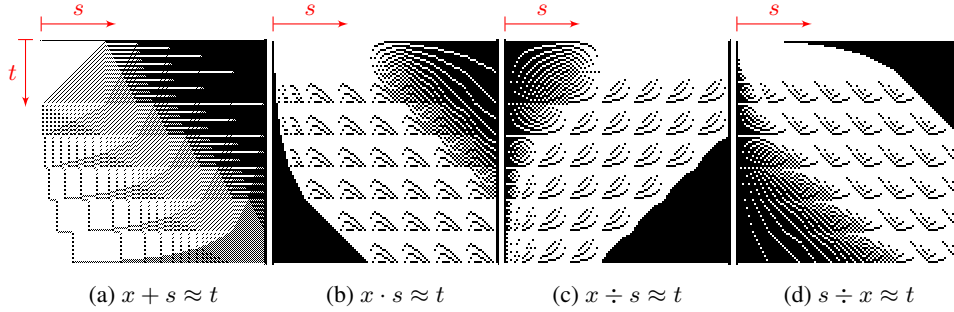 s s s s
t
(a) x + s ≈ t (b) x · s ≈ t (c) x ÷ s ≈ t (d) s ÷ x ≈ t